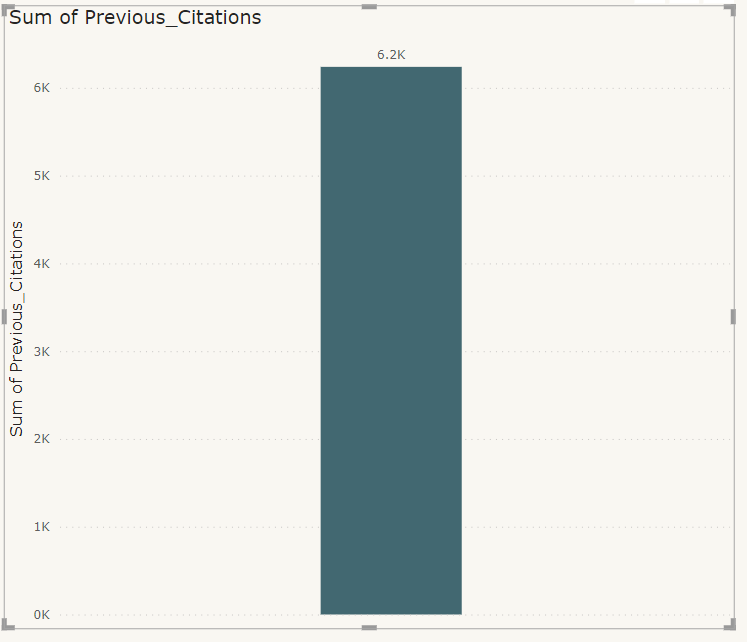 Sum of Previous_Citations
6.2K
6K
5K
4K
3K
2K
1K
0K
Sum of Previous_Citations